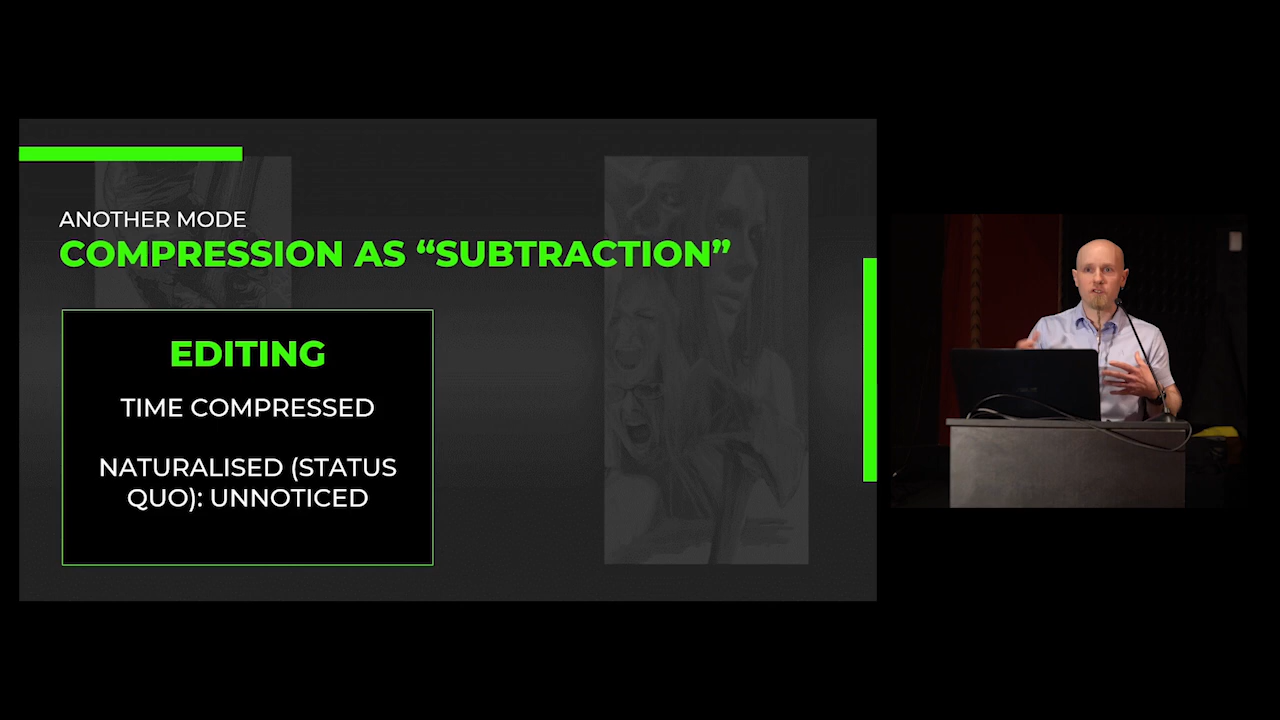 ANOTHER MODE
COMPRESSION AS “SUBTRACTION”
EDITING
TIME COMPRESSED
NATURALISED (STATUS
QUO): UNNOTICED